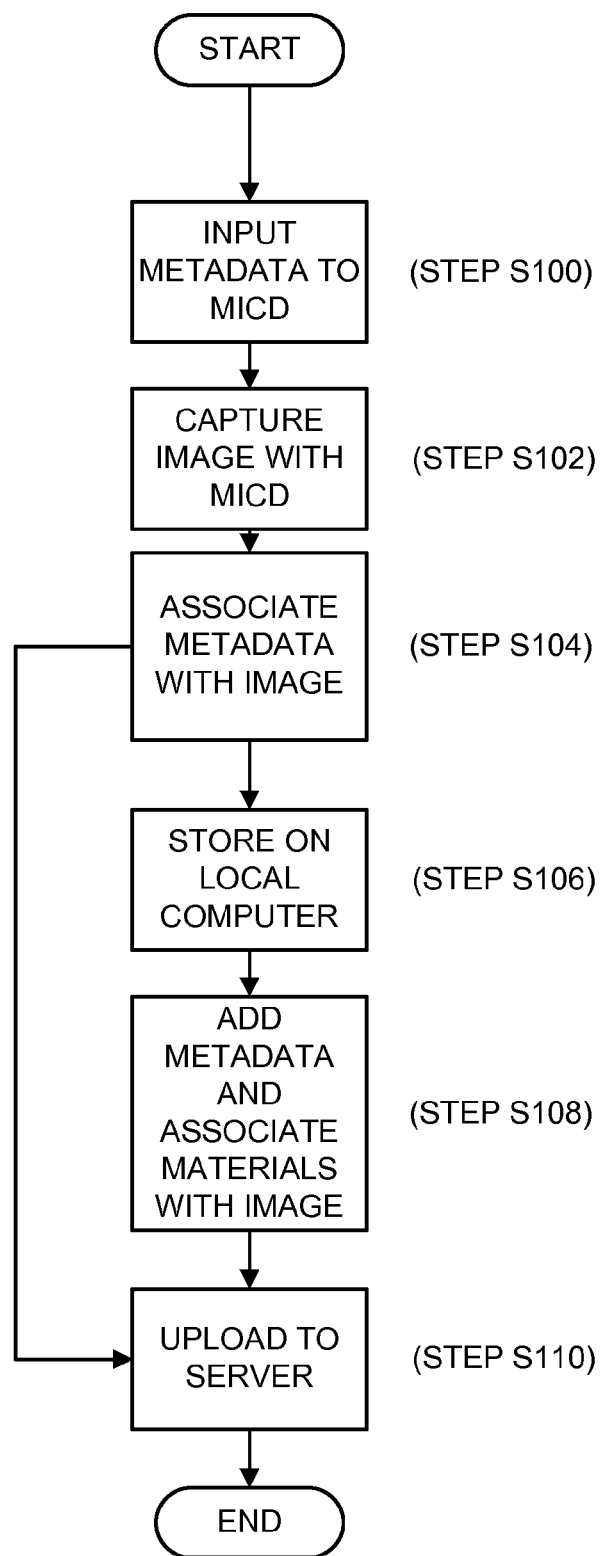 START
INPUT
METADATA TO
MICD
(STEP S100)
CAPTURE
IMAGE WITH
MICD
(STEP S102)
ASSOCIATE
METADATA
WITH IMAGE
(STEP S104)
STORE ON
LOCAL
COMPUTER
(STEP S106)
ADD
METADATA
AND
ASSOCIATE
MATERIALS
WITH IMAGE
(STEP S108)
UPLOAD TO
SERVER
(STEP S110)
END